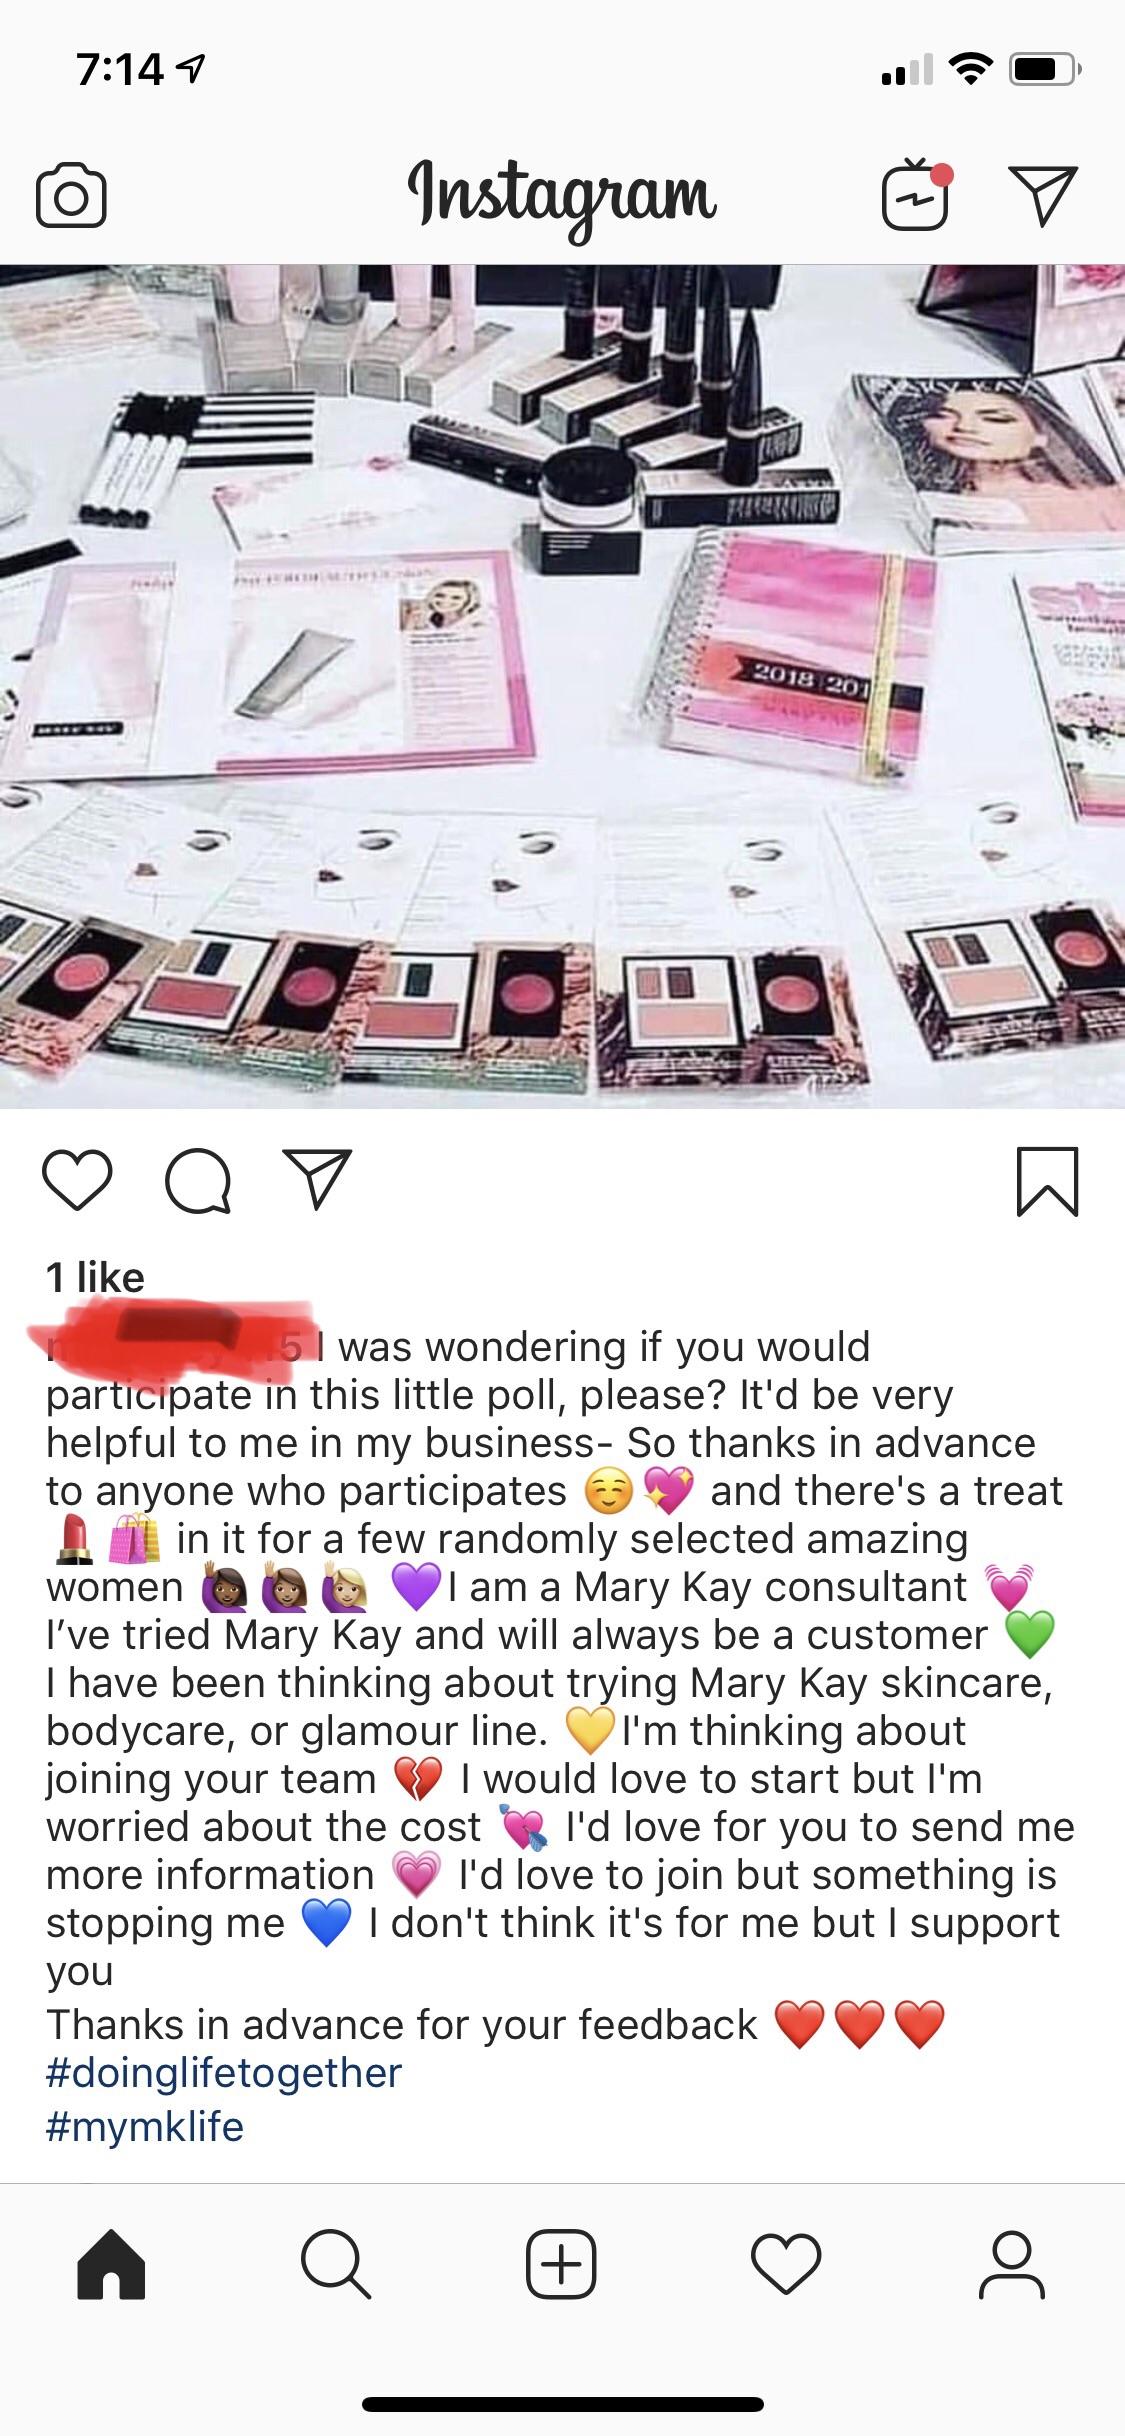 7:14
Instagram
MARY KAY
2018 201
MARY KAY
1 like
5 I was wondering if you would
participate in this little poll, please? It'd be very
helpful to me in my business- So thanks in advance
to anyone who participates ☺️💖 and there's a treat
💄🛍️ in it for a few randomly selected amazing
women 🙋🏾‍♀️🙋🏽‍♀️🙋🏼‍♀️ 💜I am a Mary Kay consultant 💓
I’ve tried Mary Kay and will always be a customer 💚
I have been thinking about trying Mary Kay skincare,
bodycare, or glamour line. 💛I'm thinking about
joining your team 💔 I would love to start but I'm
worried about the cost 💘 I'd love for you to send me
more information 💗 I'd love to join but something is
stopping me 💙 I don't think it's for me but I support
you
Thanks in advance for your feedback ❤️❤️❤️
#doinglifetogether
#mymklife